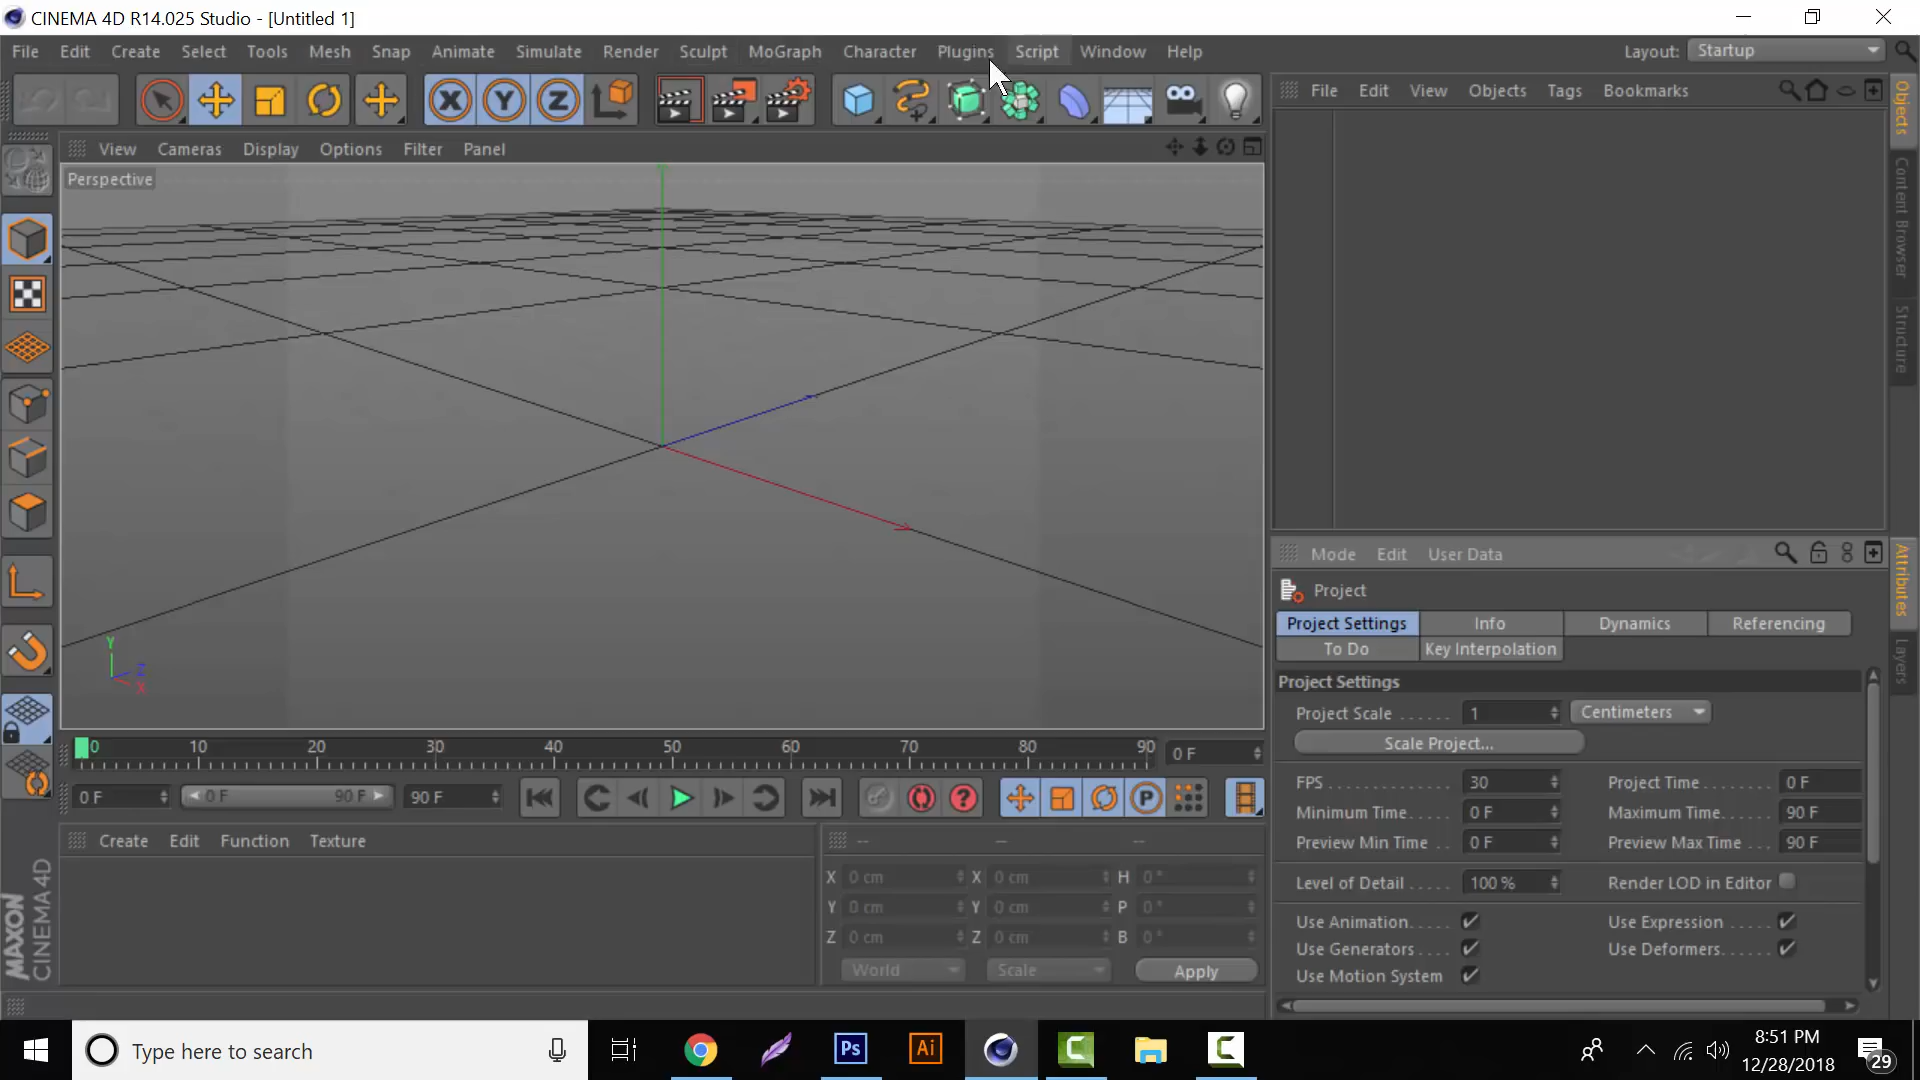 CINEMA 4D R14.025 Studio - [Untitled 1]
File Edit Create Select Tools Mesh Snap Animate Simulate Render Sculpt MoGraph Character Plugins Script Window Help
Layout: Startup
X Y Z
File Edit View Objects Tags Bookmarks
Objects
Content Browser
Structure
View Cameras Display Options Filter Panel
Perspective
Y
Z
X
Mode Edit User Data
Attributes
Layers
Project
Project Settings Info Dynamics Referencing
To Do Key Interpolation
Project Settings
Project Scale ...... 1 Centimeters
Scale Project...
FPS 30 Project Time 0 F
Minimum Time 0 F Maximum Time 90 F
Preview Min Time 0 F Preview Max Time 90 F
Level of Detail 100 % Render LOD in Editor
Use Animation Use Expression
Use Generators Use Deformers
Use Motion System
0 10 20 30 40 50 60 70 80 90 0 F
0 F 0 F 90 F 90 F
P
Create Edit Function Texture
-- -- --
X 0 cm X 0 cm H 0 °
Y 0 cm Y 0 cm P 0 °
Z 0 cm Z 0 cm B 0 °
World Scale Apply
MAXON
CINEMA 4D
Type here to search
Ps
Ai
8:51 PM
12/28/2018
29